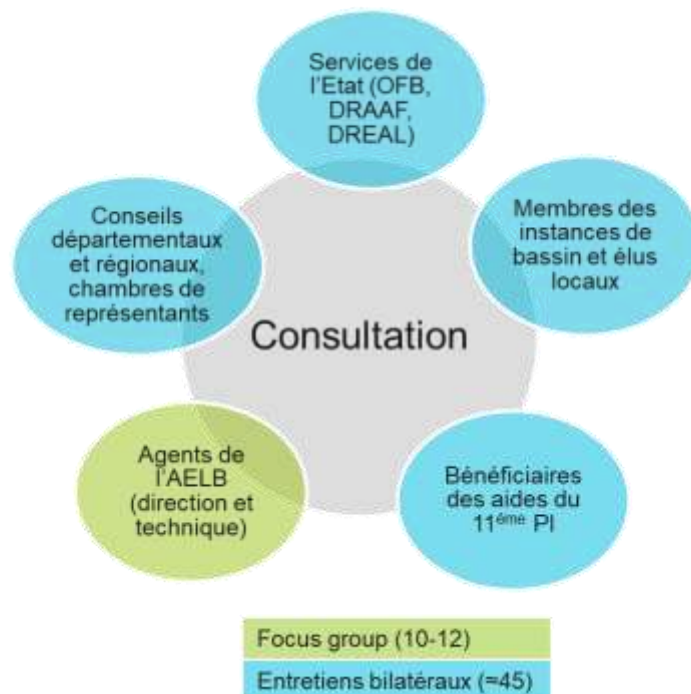 Services de
l'Etat (OFB,
DRAAF,
DREAL)
Conseils
départementaux
et régionaux,
chambres de
représentants
Membres des
instances de
bassin et élus
locaux
Consultation
Agents de
l'AELB
(direction et
technique)
Bénéficiaires
des aides du
11ème PI
Focus group (10-12)
Entretiens bilatéraux (=45)